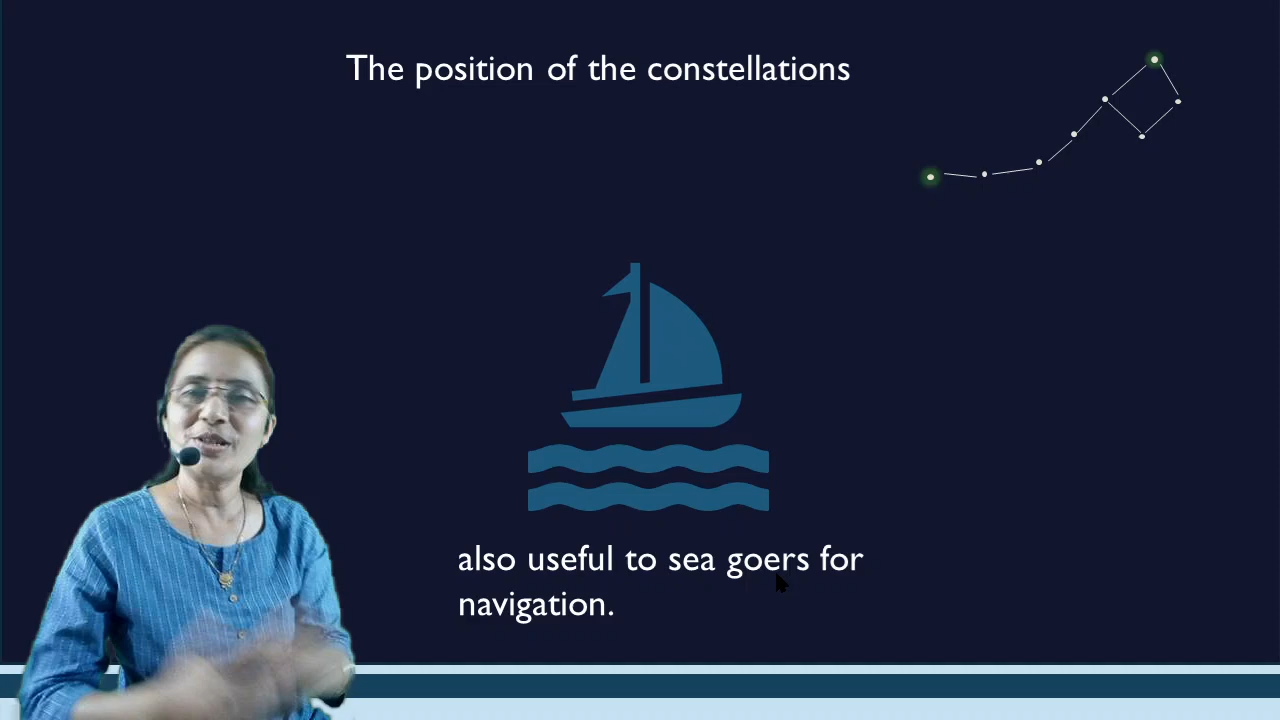 The position of the constellations
also useful to sea goers for
navigation.